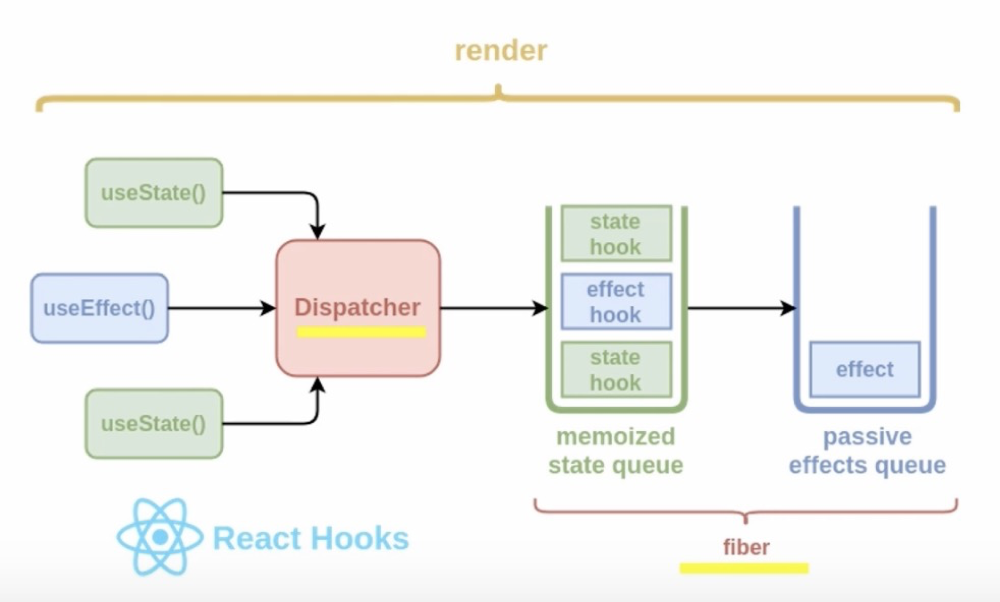 render
useState()
useEffect()
useState()
Dispatcher
state
hook
effect
hook
state
hook
memoized
state queue
effect
passive
effects queue
fiber
React Hooks